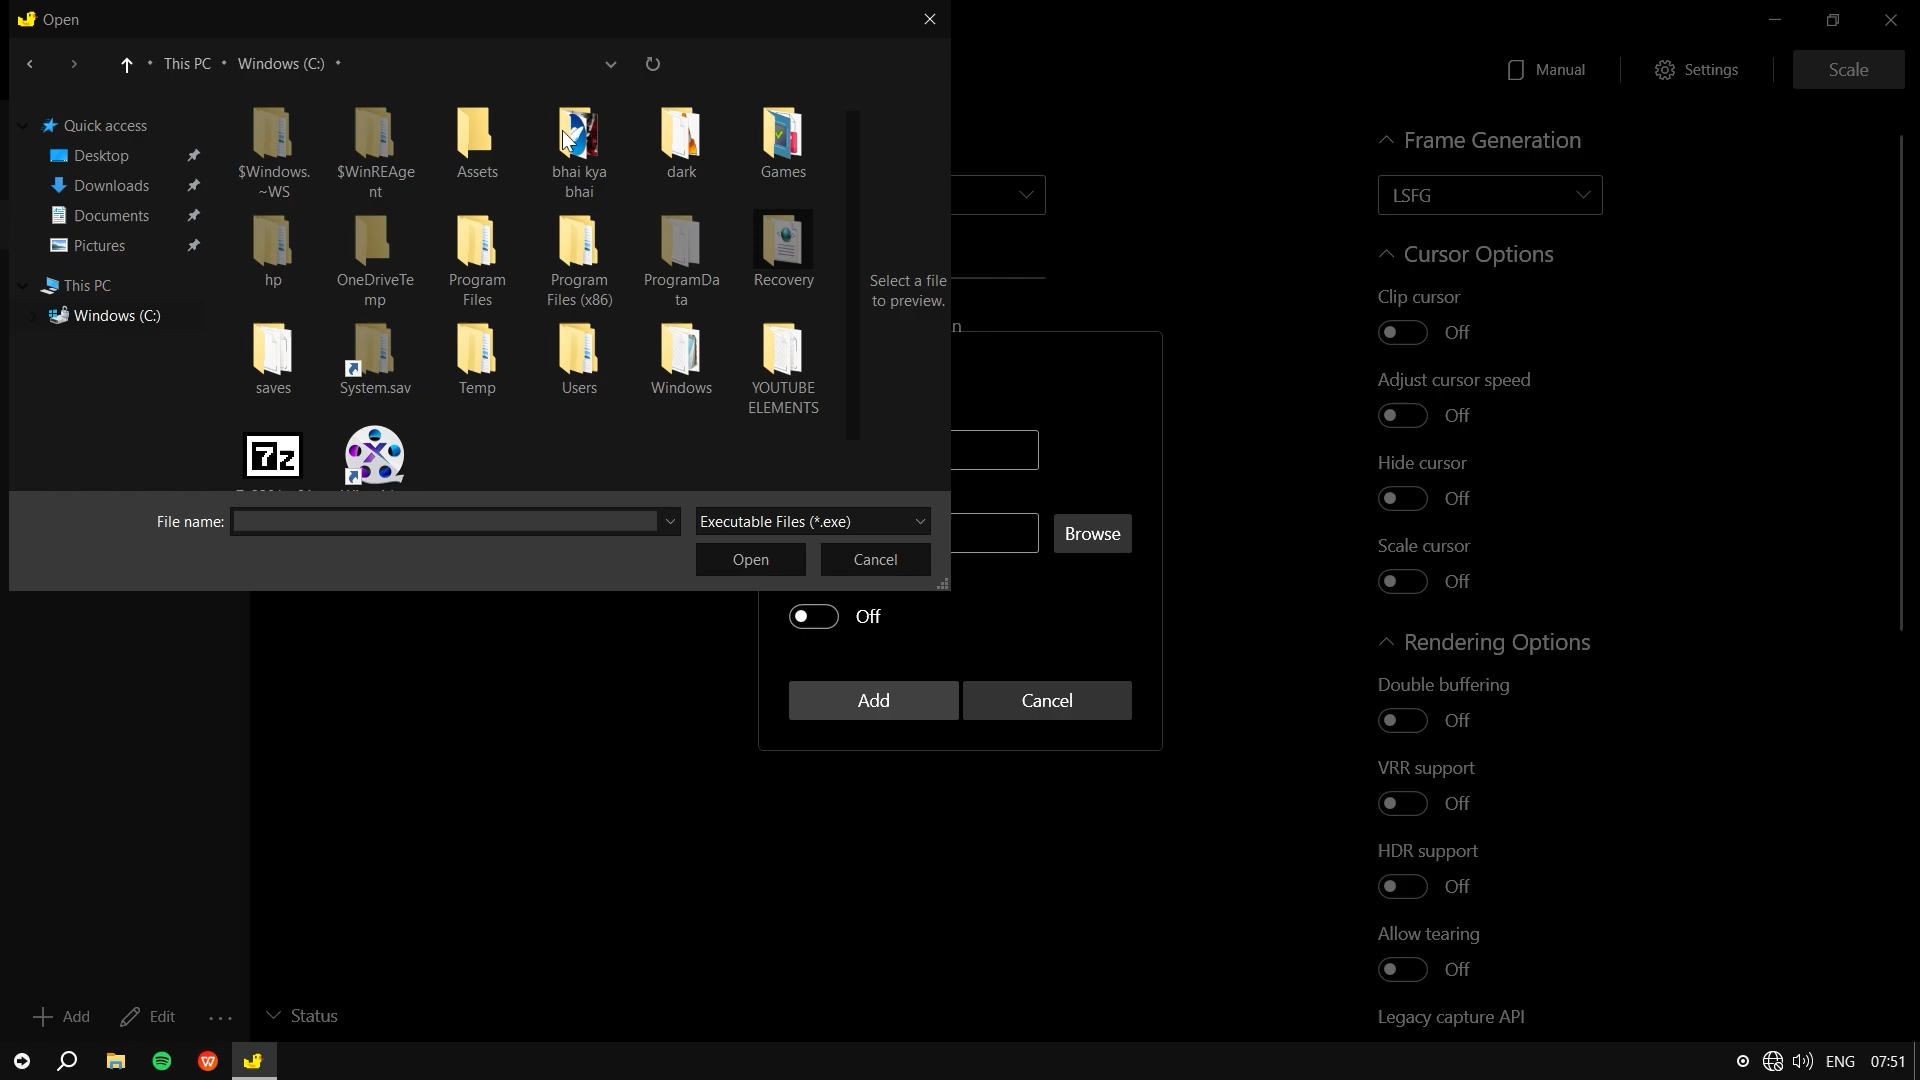 Open
This PC
Windows (C:)
Manual
Settings
Scale
Quick access
Desktop
Downloads
Documents
Pictures
This PC
Windows (C:)
$Windows.
~WS
$WinREAge
nt
Assets
bhai kya
bhai
dark
Games
hp
OneDriveTe
mp
Program
Files
Program
Files (x86)
ProgramDa
ta
Recovery
saves
System.sav
Temp
Users
Windows
YOUTUBE
ELEMENTS
7z
Select a file
to preview.
File name:
Executable Files (*.exe)
Open
Cancel
n
Browse
Off
Add
Cancel
Frame Generation
LSFG
Cursor Options
Clip cursor
Off
Adjust cursor speed
Off
Hide cursor
Off
Scale cursor
Off
Rendering Options
Double buffering
Off
VRR support
Off
HDR support
Off
Allow tearing
Off
Legacy capture API
Add
Edit
Status
ENG
07:51